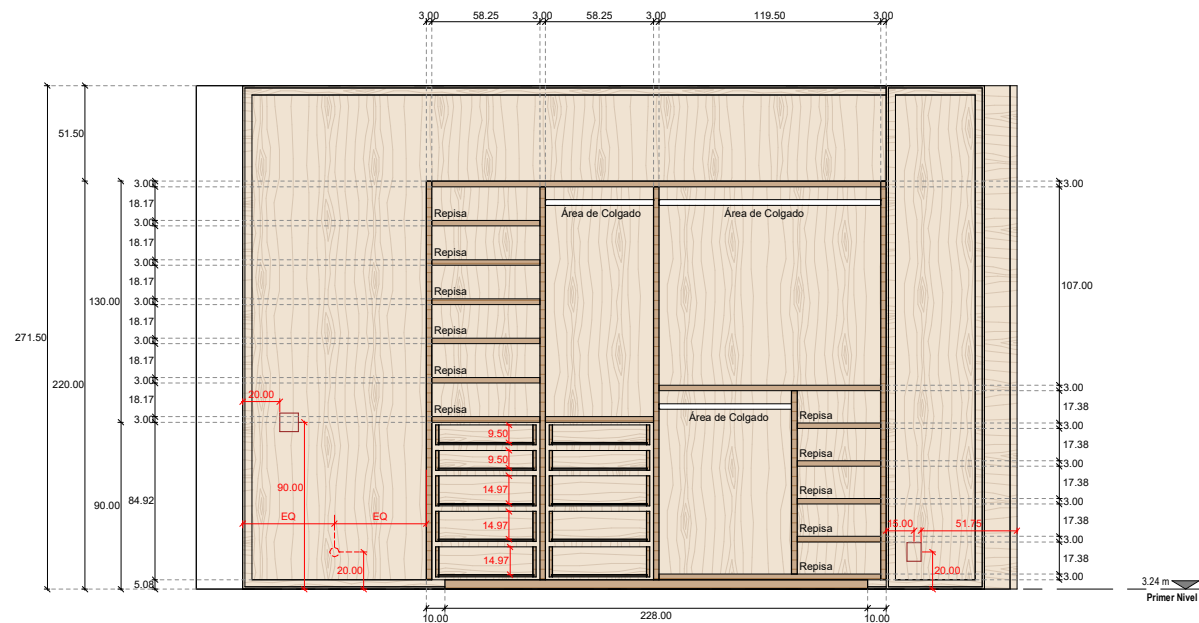 3.00 58.25 3.00 58.25 3.00 119.50 3.00
51.50
3.00 3.00
18.17
Repisa Área de Colgado Área de Colgado
3.00
18.17
Repisa
3.00
18.17
Repisa
107.00
130.00 3.00
18.17
Repisa
271.50
3.00
18.17
Repisa
220.00
3.00 3.00
18.17
20.00
17.38
Repisa Área de Colgado Repisa
3.00 3.00
9.50
17.38
9.50
Repisa
3.00
90.00
14.97
17.38
90.00 84.92
Repisa
3.00
EQ EQ
14.97
17.38
15.00 51.75
Repisa
3.00
14.97
20.00
17.38
20.00
Repisa
3.00
5.08
3.24 m
Primer Nivel
10.00 228.00 10.00